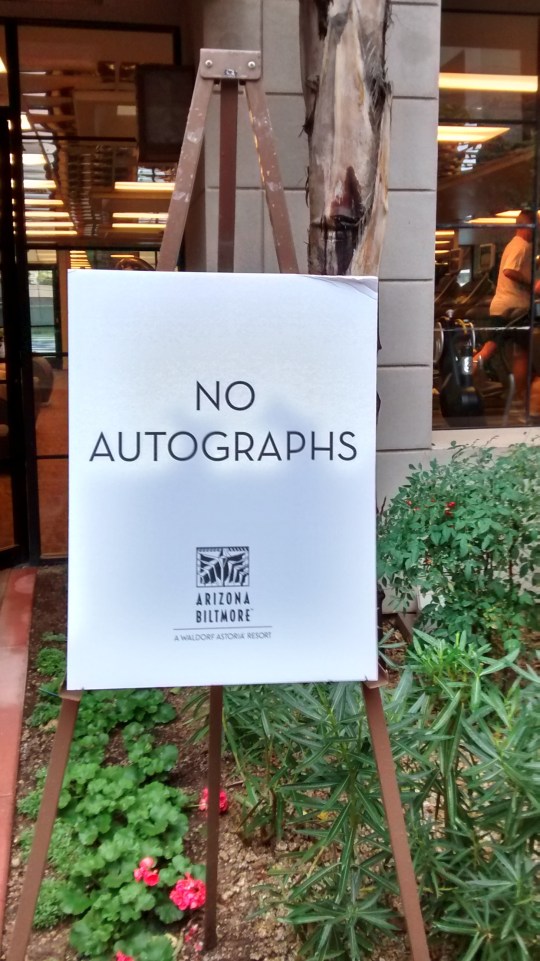 NO
AUTOGRAPHS
ARIZONA
BILTMORE
A WALDORF ASTORIA RESORT